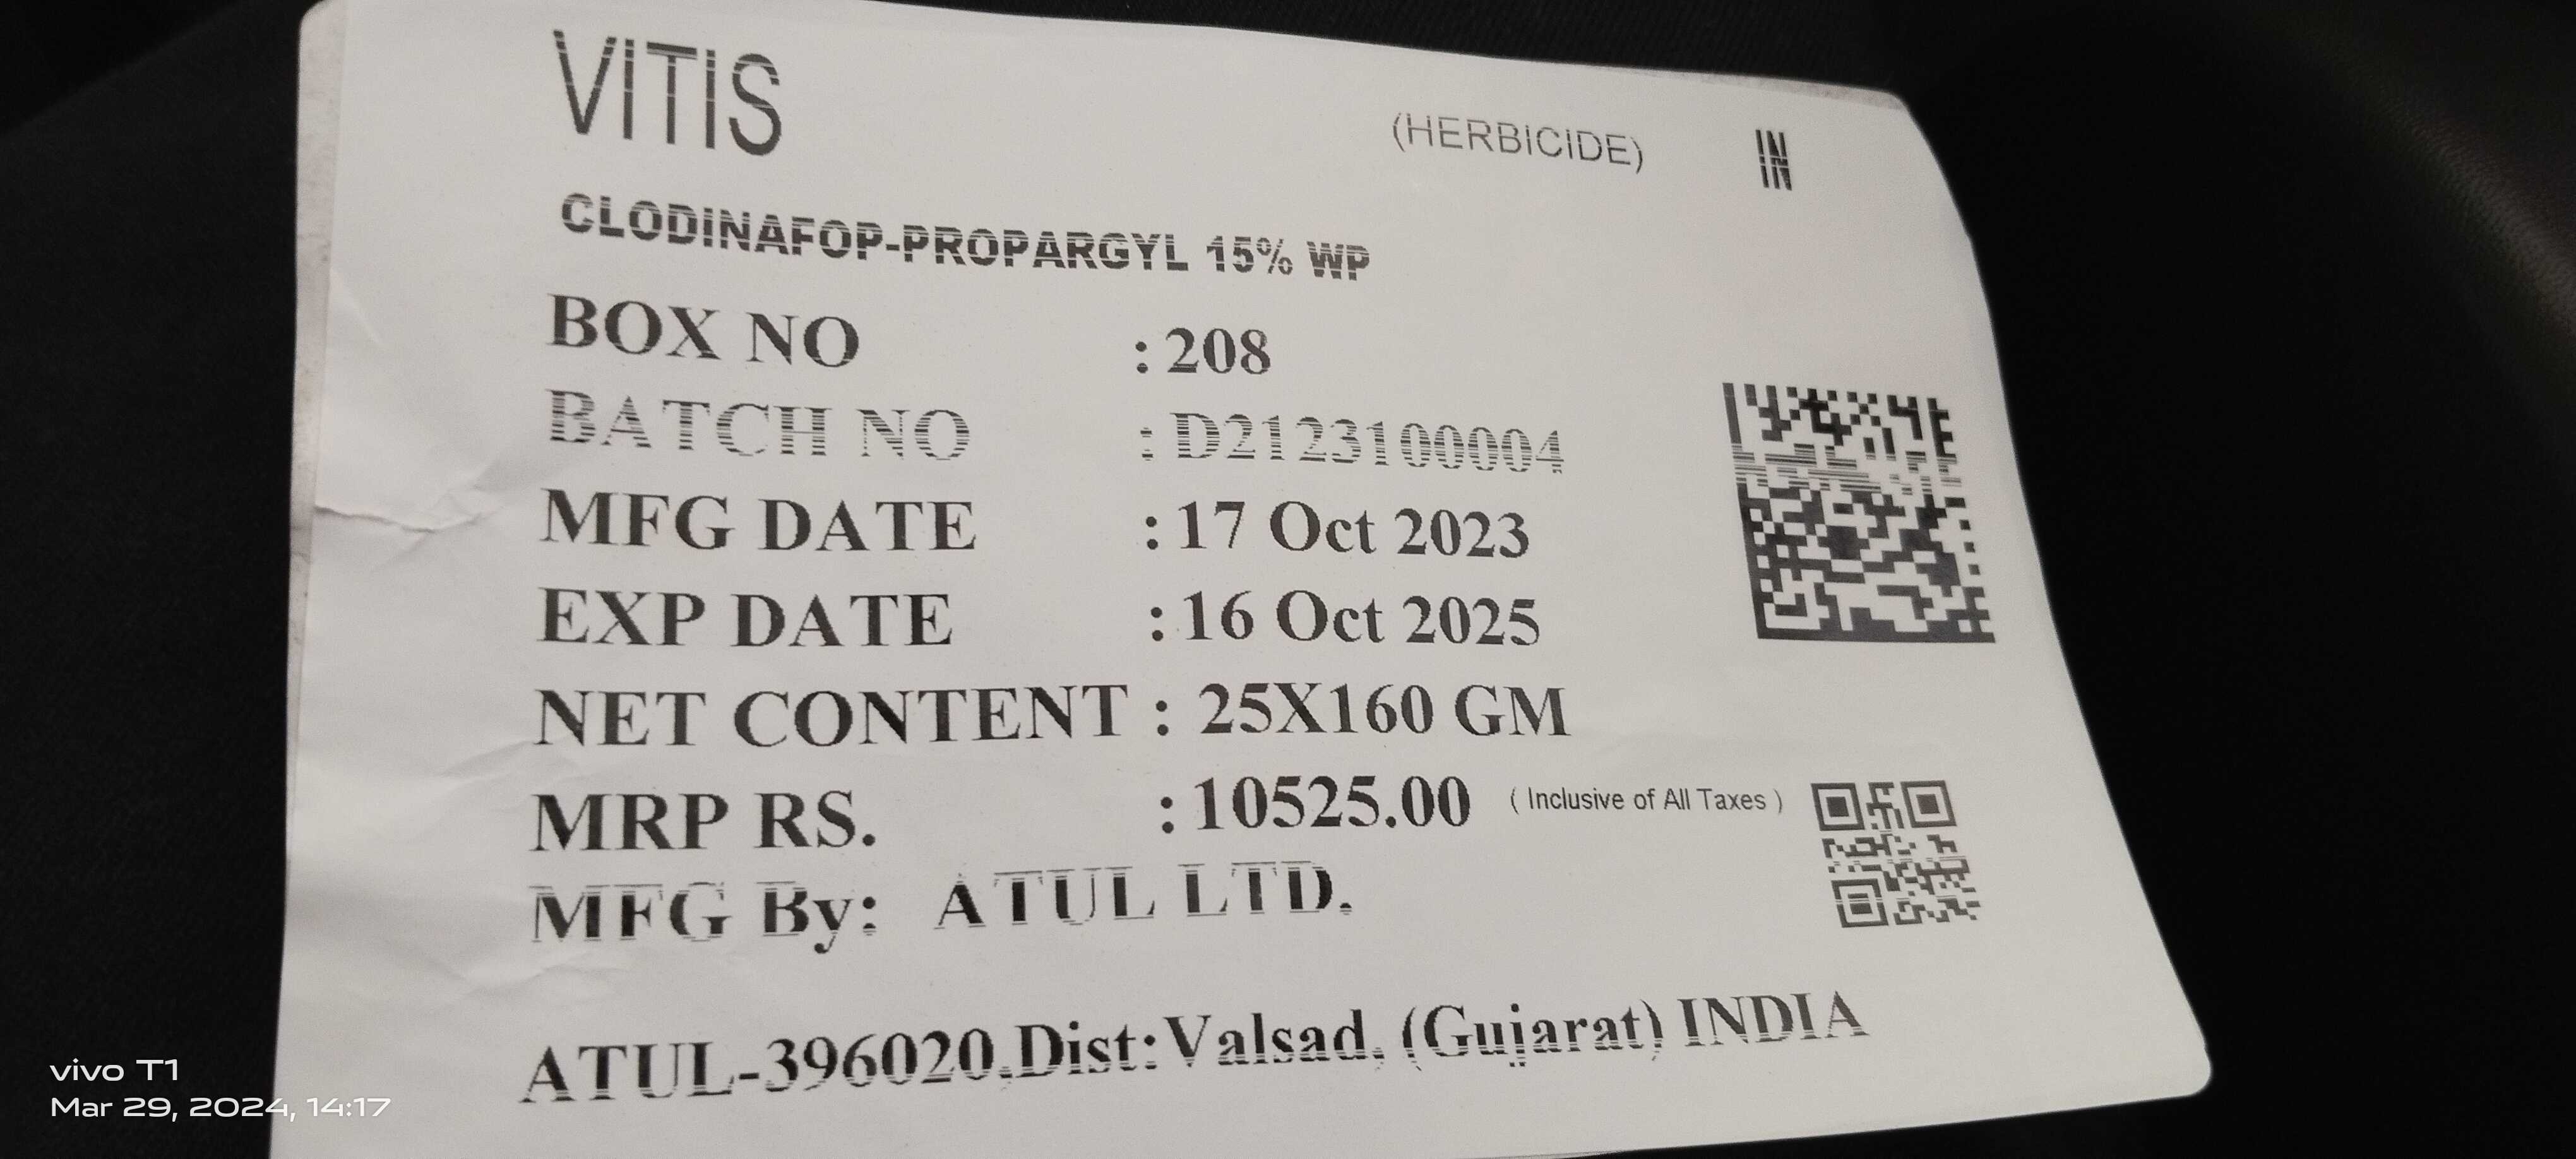 VITIS (HERBICIDE) IN
CLODINAFOP-PROPARGYL 15% WP
BOX NO : 208
BATCH NO : D2123100004
MFG DATE : 17 Oct 2023
EXP DATE : 16 Oct 2025
NET CONTENT : 25X160 GM
MRP RS. : 10525.00 ( Inclusive of All Taxes )
MFG By: ATUL LTD.
ATUL-396020,Dist:Valsad, (Gujarat) INDIA
vivo T1
Mar 29, 2024, 14:17